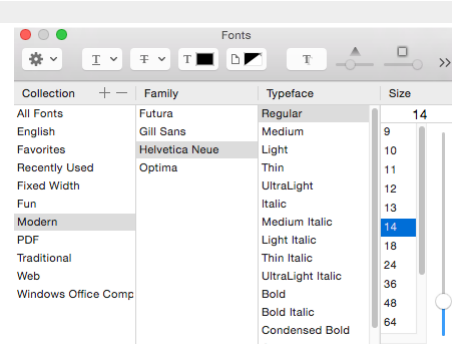 Fonts
T T T D T »
Collection + − Family Typeface Size
All Fonts Futura Regular 14
English Gill Sans Medium 9
Favorites Helvetica Neue Light 10
Recently Used Optima Thin 11
Fixed Width UltraLight 12
Fun Italic 13
Modern Medium Italic 14
PDF Light Italic 18
Traditional Thin Italic 24
Web UltraLight Italic 36
Windows Office Comp Bold 48
Bold Italic 64
Condensed Bold